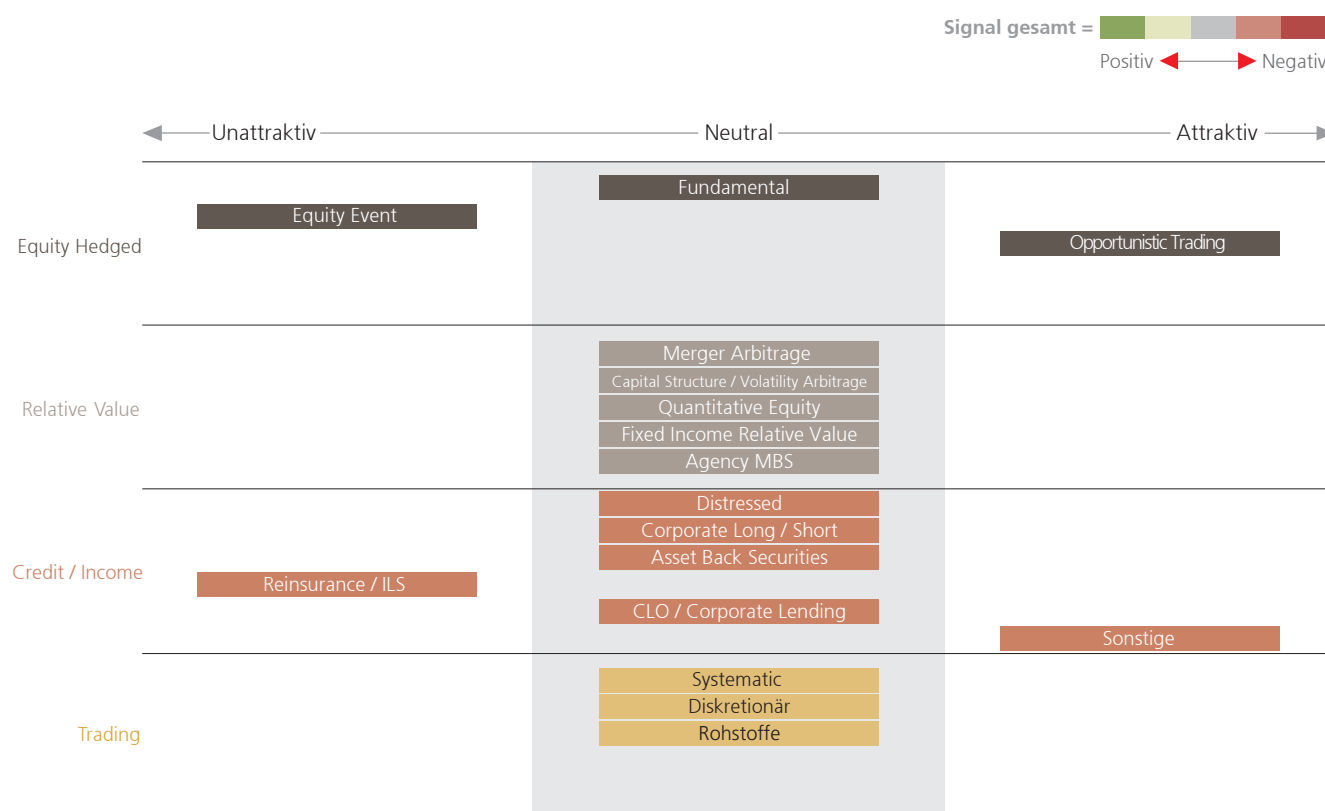 Signal gesamt =
Positiv Negativ
Unattraktiv Neutral Attraktiv
Fundamental
Equity Event
Equity Hedged
Opportunistic Trading
Merger Arbitrage
Capital Structure / Volatility Arbitrage
Relative Value
Quantitative Equity
Fixed Income Relative Value
Agency MBS
Distressed
Corporate Long / Short
Asset Back Securities
Credit / Income
Reinsurance / ILS
CLO / Corporate Lending
Sonstige
Systematic
Diskretionär
Trading
Rohstoffe